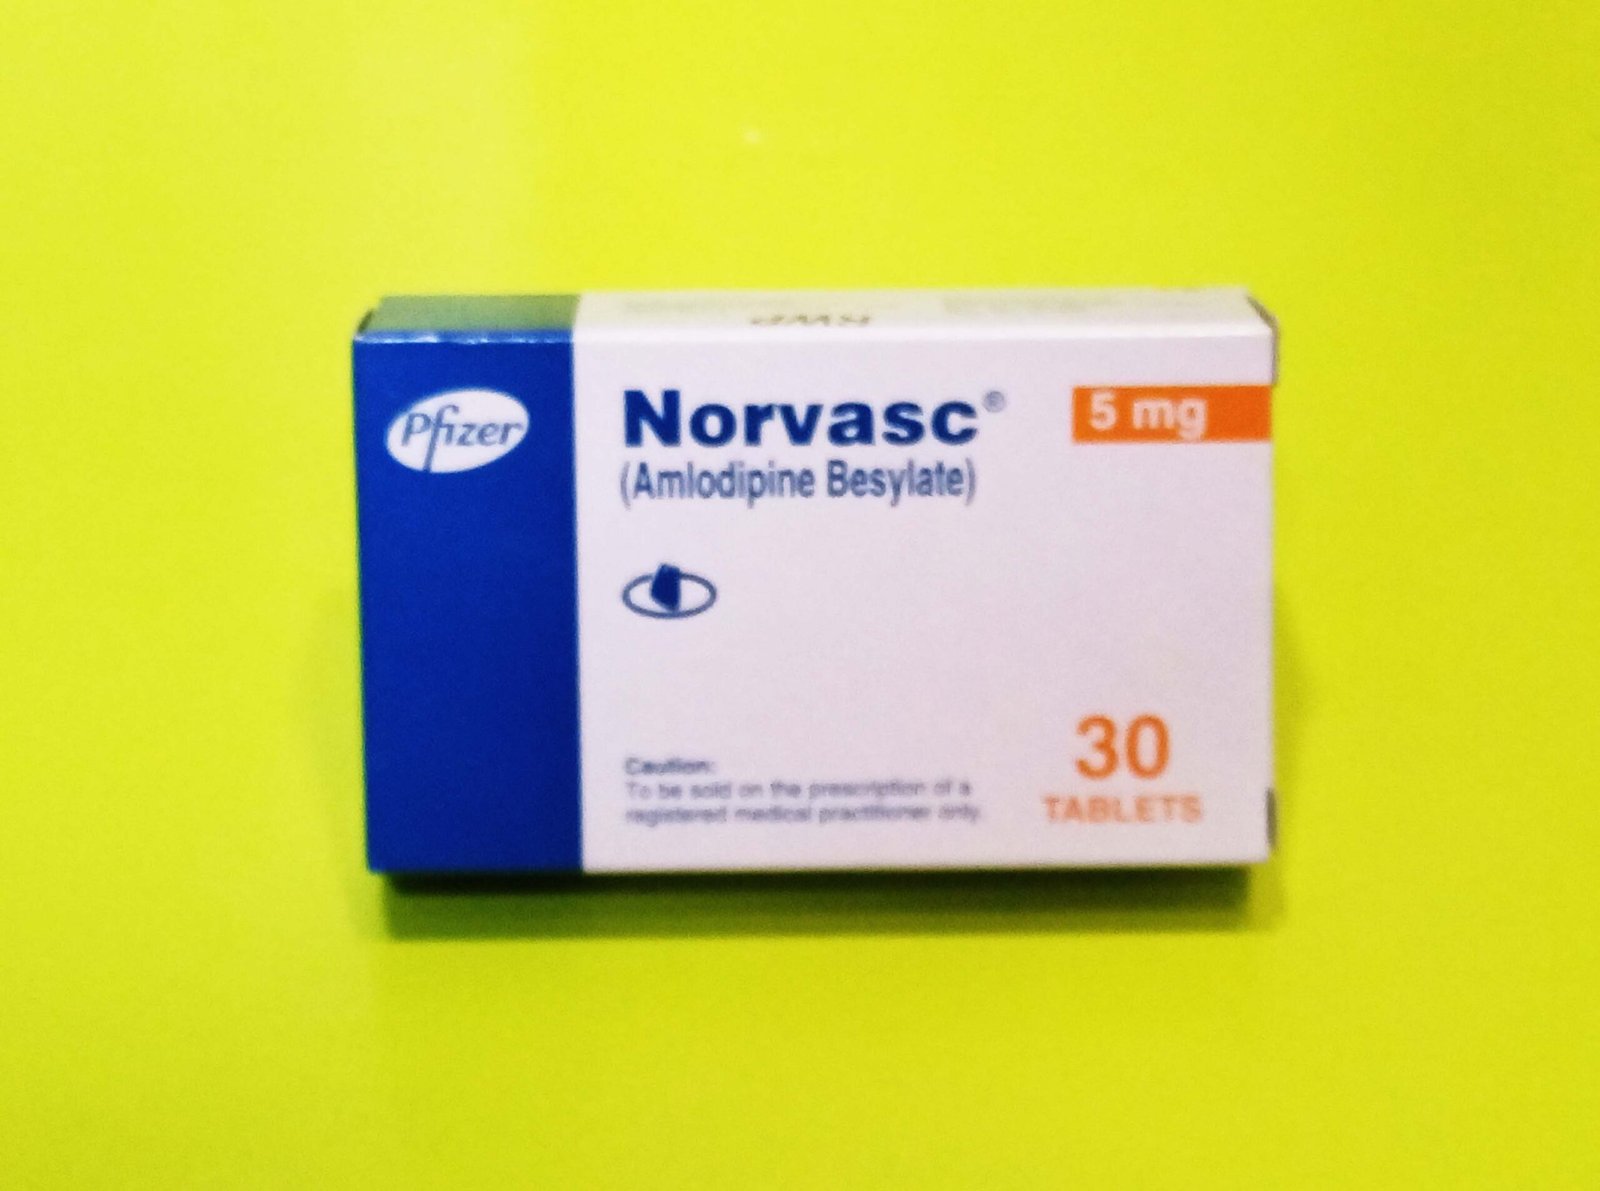 Pfizer
Norvasc®
5 mg
(Amlodipine Besylate)
Caution:
To be sold on the prescription of a
registered medical practitioner only.
30
TABLETS